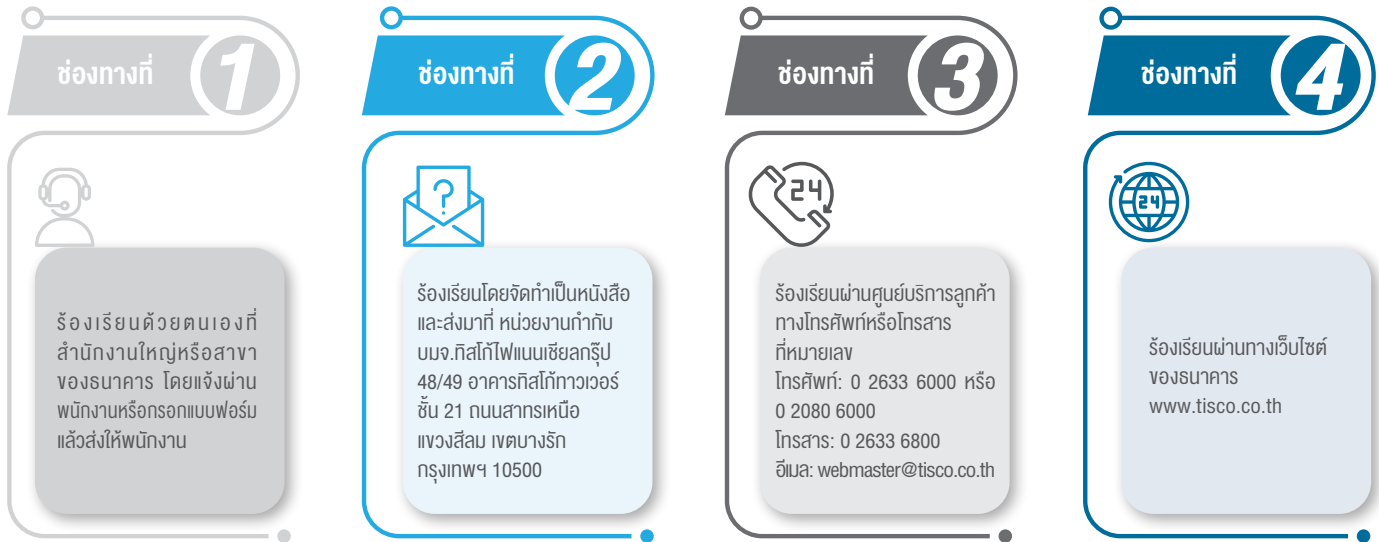 ช่องทางที่ 1
ร้องเรียนด้วยตนเองที่
สำนักงานใหญ่หรือสาขา
ของธนาคาร โดยแจ้งผ่าน
พนักงานหรือกรอกแบบฟอร์ม
แล้วส่งให้พนักงาน
ช่องทางที่ 2
?
ร้องเรียนโดยจัดทำเป็นหนังสือ
และส่งมาที่ หน่วยงานกำกับ
บมจ.ทิสโก้ไฟแนนเชียลกรุ๊ป
48/49 อาคารทิสโก้ทาวเวอร์
ชั้น 21 ถนนสาทรเหนือ
แขวงสีลม เขตบางรัก
กรุงเทพฯ 10500
ช่องทางที่ 3
24
ร้องเรียนผ่านศูนย์บริการลูกค้า
ทางโทรศัพท์หรือโทรสาร
ที่หมายเลข
โทรศัพท์: 0 2633 6000 หรือ
0 2080 6000
โทรสาร: 0 2633 6800
อีเมล: webmaster@tisco.co.th
ช่องทางที่ 4
24
ร้องเรียนผ่านทางเว็บไซต์
ของธนาคาร
www.tisco.co.th